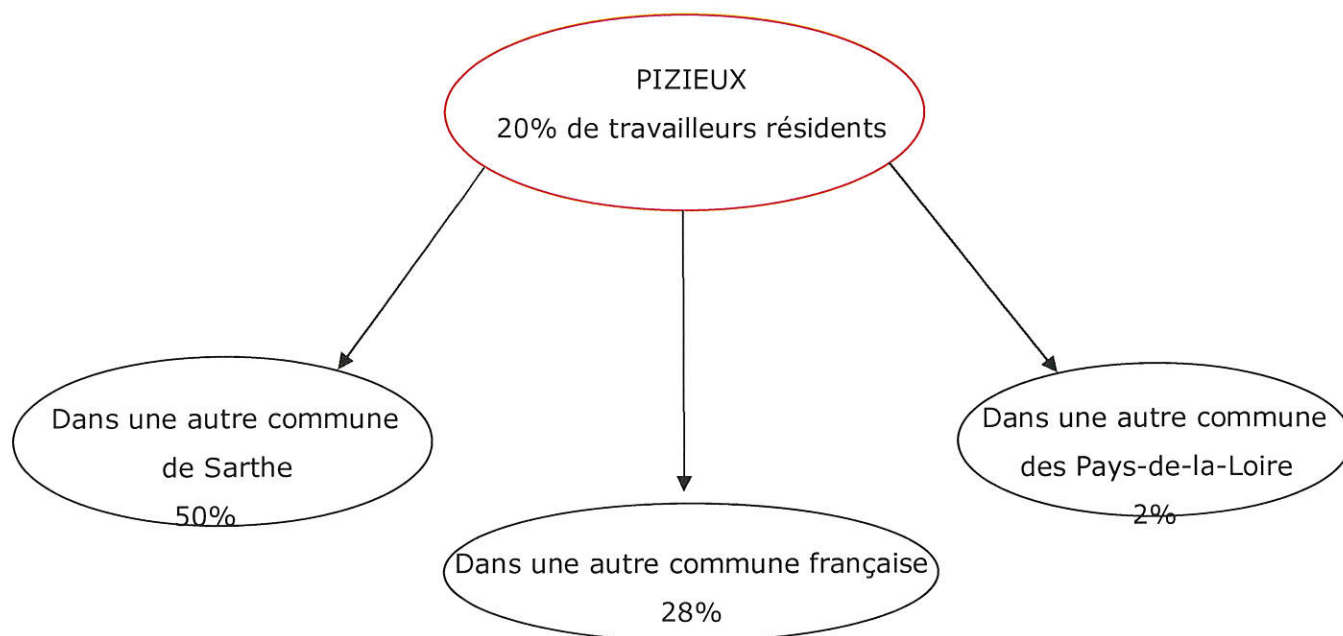 PIZIEUX
20% de travailleurs résidents
Dans une autre commune
de Sarthe
50%
Dans une autre commune française
28%
Dans une autre commune
des Pays-de-la-Loire
2%